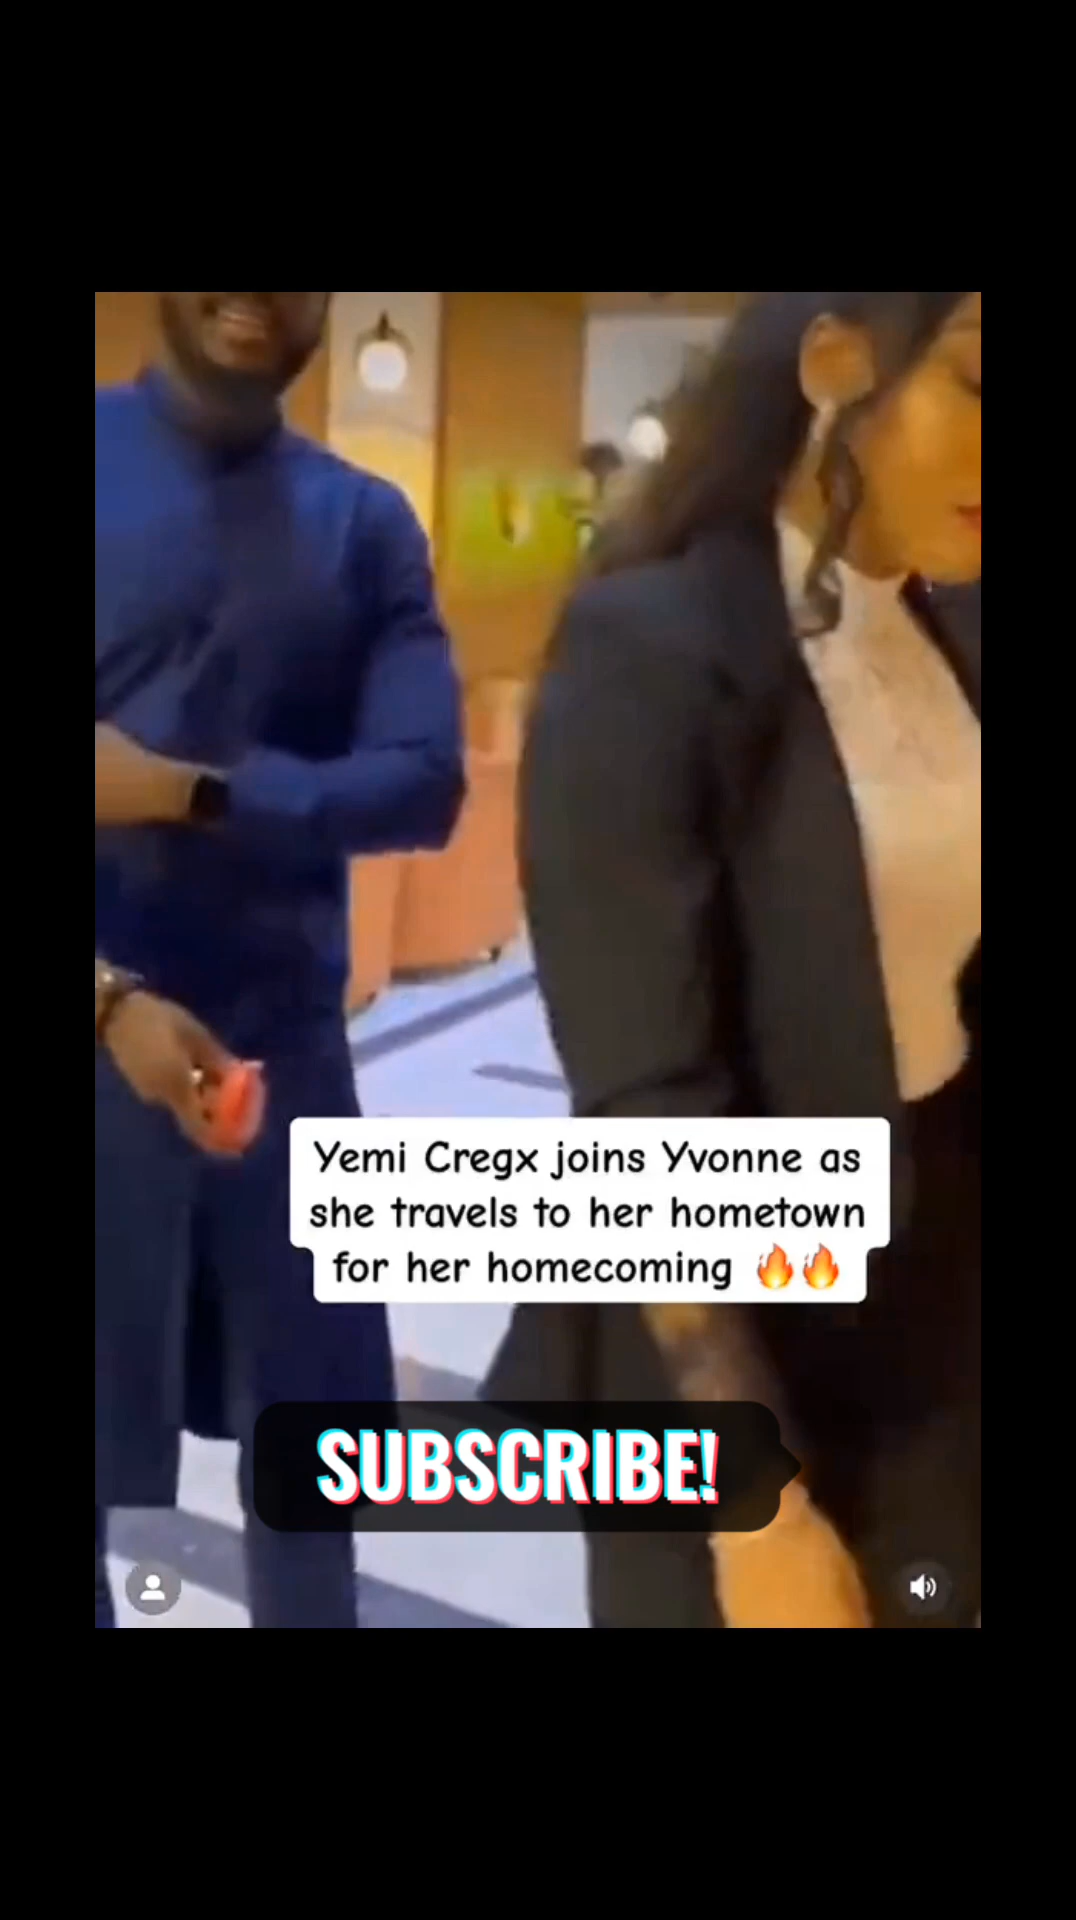 Yemi Cregx joins Yvonne as
she travels to her hometown
for her homecoming 🔥🔥
SUBSCRIBE!